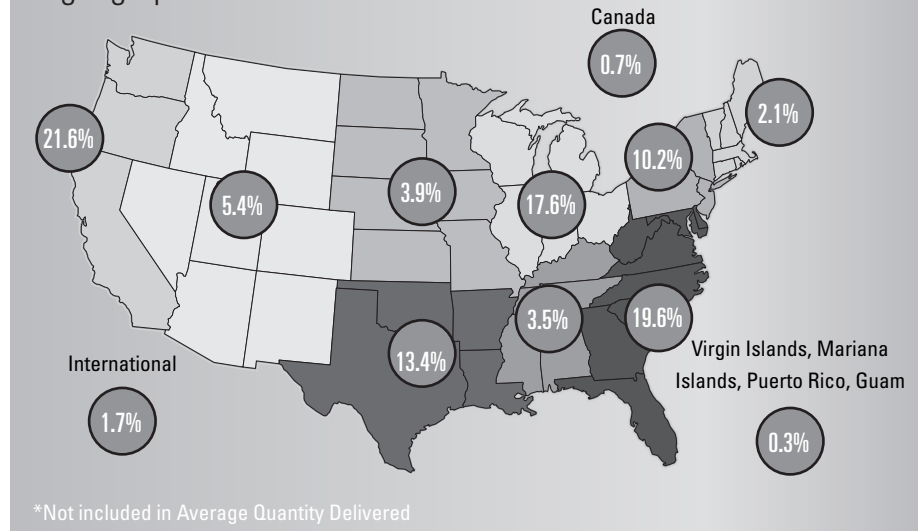 Canada
0.7%
2.1%
21.6%
10.2%
3.9%
5.4%
17.6%
3.5%
19.6%
13.4%
Virgin Islands, Mariana
Islands, Puerto Rico, Guam
International
1.7%
0.3%
*Not included in Average Quantity Delivered